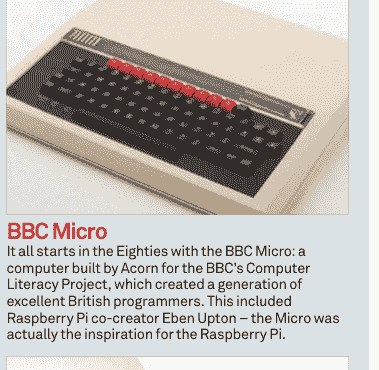 BBC Micro
It all starts in the Eighties with the BBC Micro: a
computer built by Acorn for the BBC's Computer
Literacy Project, which created a generation of
excellent British programmers. This included
Raspberry Pi co-creator Eben Upton – the Micro was
actually the inspiration for the Raspberry Pi.